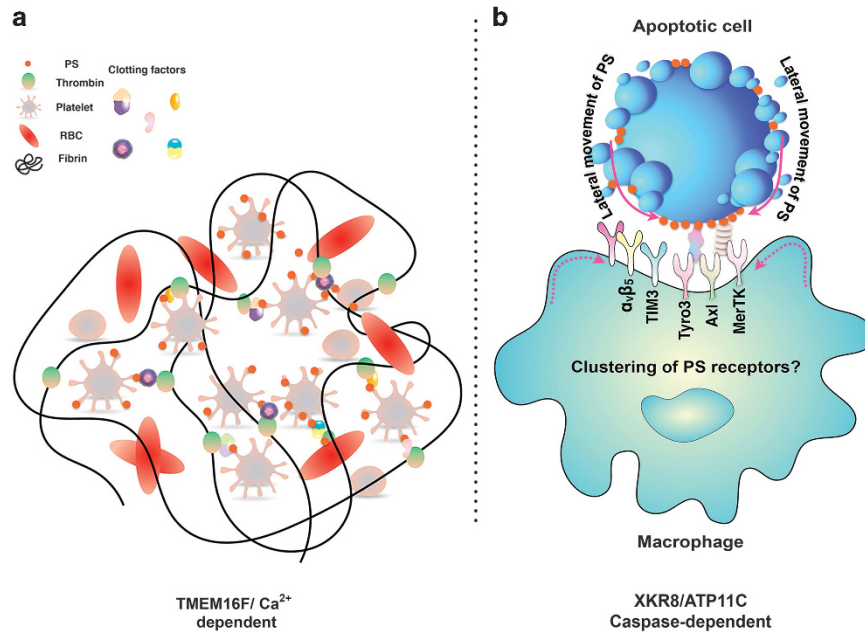 a
PS
Thrombin
Platelet
RBC
Fibrin
Clotting factors
TMEM16F/ Ca2+
dependent
b
Apoptotic cell
Lateral movement of PS
Lateral movement of PS
αvβ5
TIM3
Tyro3
Axl
MerTK
Clustering of PS receptors?
Macrophage
XKR8/ATP11C
Caspase-dependent